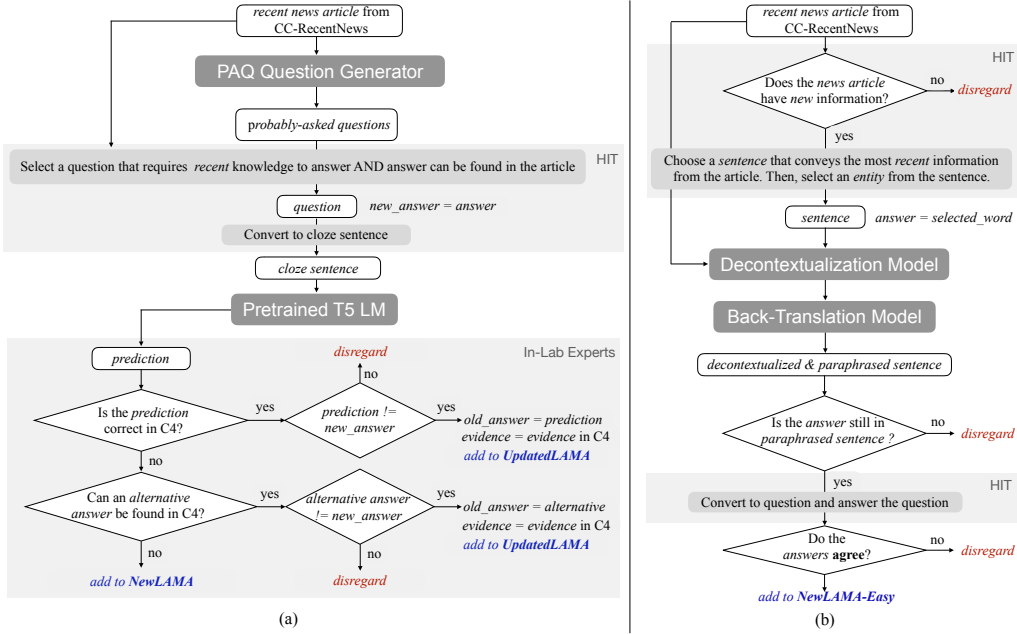 recent news article from
CC-RecentNews
PAQ Question Generator
probably-asked questions
HIT
Select a question that requires recent knowledge to answer AND answer can be found in the article
question
new_answer = answer
Convert to cloze sentence
cloze sentence
Pretrained T5 LM
In-Lab Experts
prediction
disregard
no
Is the prediction
correct in C4?
yes
prediction !=
new_answer
yes
old_answer = prediction
evidence = evidence in C4
add to UpdatedLAMA
no
Can an alternative
answer be found in C4?
yes
alternative answer
!= new_answer
yes
old_answer = alternative
evidence = evidence in C4
add to UpdatedLAMA
no
add to NewLAMA
no
disregard
(a)
recent news article from
CC-RecentNews
HIT
Does the news article
have new information?
no
disregard
yes
Choose a sentence that conveys the most recent information
from the article. Then, select an entity from the sentence.
sentence
answer = selected_word
Decontextualization Model
Back-Translation Model
decontextualized & paraphrased sentence
Is the answer still in
paraphrased sentence ?
no
disregard
yes
HIT
Convert to question and answer the question
Do the
answers agree?
no
disregard
add to NewLAMA-Easy
(b)